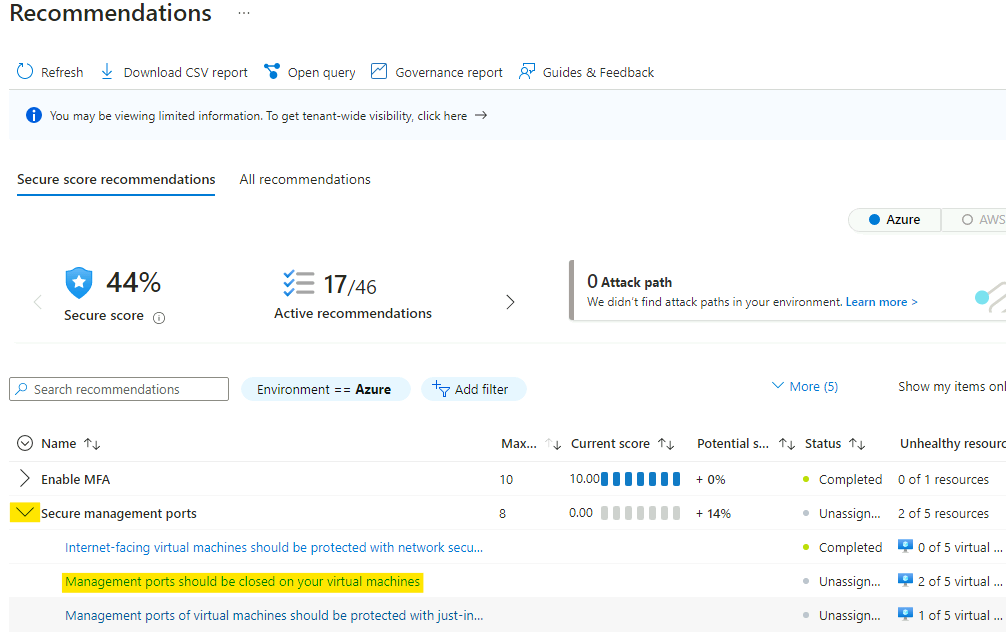 Recommendations ...
Refresh Download CSV report Open query Governance report Guides & Feedback
You may be viewing limited information. To get tenant-wide visibility, click here →
Secure score recommendations All recommendations
Azure AWS
44% 17/46 0 Attack path
We didn't find attack paths in your environment. Learn more >
Secure score Active recommendations
Search recommendations Environment == Azure Add filter More (5) Show my items onl
Name ↑↓ Max... ↑↓ Current score ↑↓ Potential s... ↑↓ Status ↑↓ Unhealthy resourc
Enable MFA 10 10.00 + 0% Completed 0 of 1 resources
Secure management ports 8 0.00 + 14% Unassign... 2 of 5 resources
Internet-facing virtual machines should be protected with network secu... Completed 0 of 5 virtual ...
Management ports should be closed on your virtual machines Unassign... 2 of 5 virtual ...
Management ports of virtual machines should be protected with just-in... Unassign... 1 of 5 virtual ...